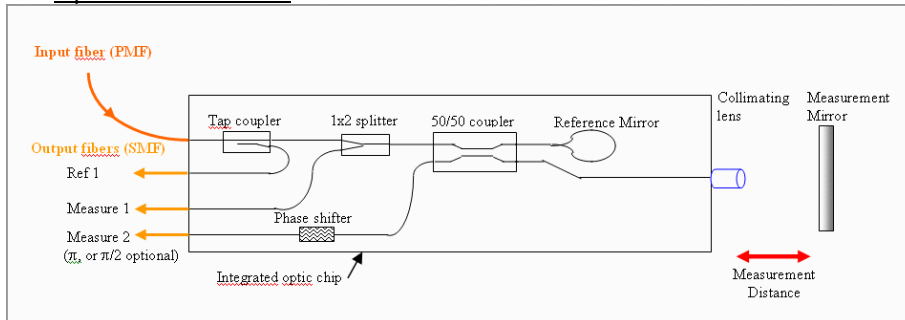 Input fiber (PMF)
Tap coupler
1x2 splitter
50/50 coupler
Reference Mirror
Collimating
lens
Measurement
Mirror
Output fibers (SMF)
Ref 1
Measure 1
Phase shifter
Measure 2
(π, or π/2 optional)
Integrated optic chip
Measurement
Distance